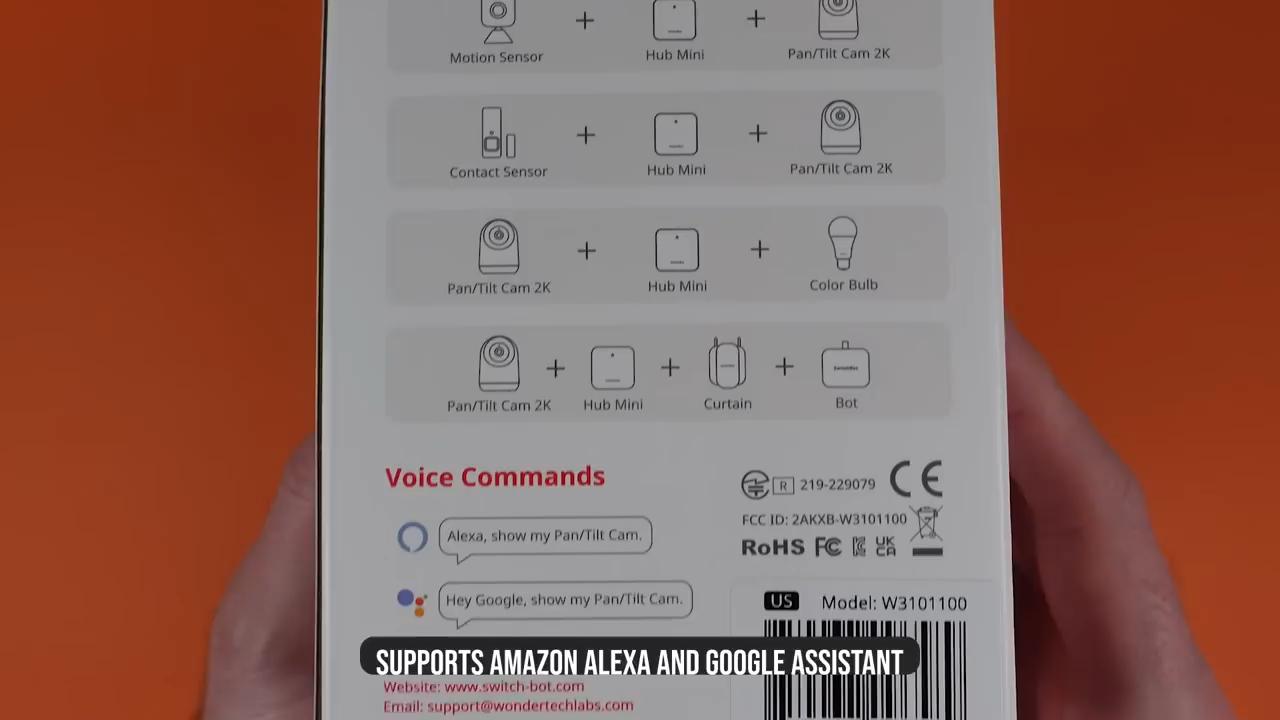 Motion Sensor + Hub Mini + Pan/Tilt Cam 2K
Contact Sensor + Hub Mini + Pan/Tilt Cam 2K
Pan/Tilt Cam 2K + Hub Mini + Color Bulb
Pan/Tilt Cam 2K + Hub Mini + Curtain + Bot
Voice Commands
Alexa, show my Pan/Tilt Cam.
Hey Google, show my Pan/Tilt Cam.
R 219-229079 CE
FCC ID: 2AKXB-W3101100
RoHS FC UK CA
US Model: W3101100
SUPPORTS AMAZON ALEXA AND GOOGLE ASSISTANT
Website: www.switch-bot.com
Email: support@wondertechlabs.com